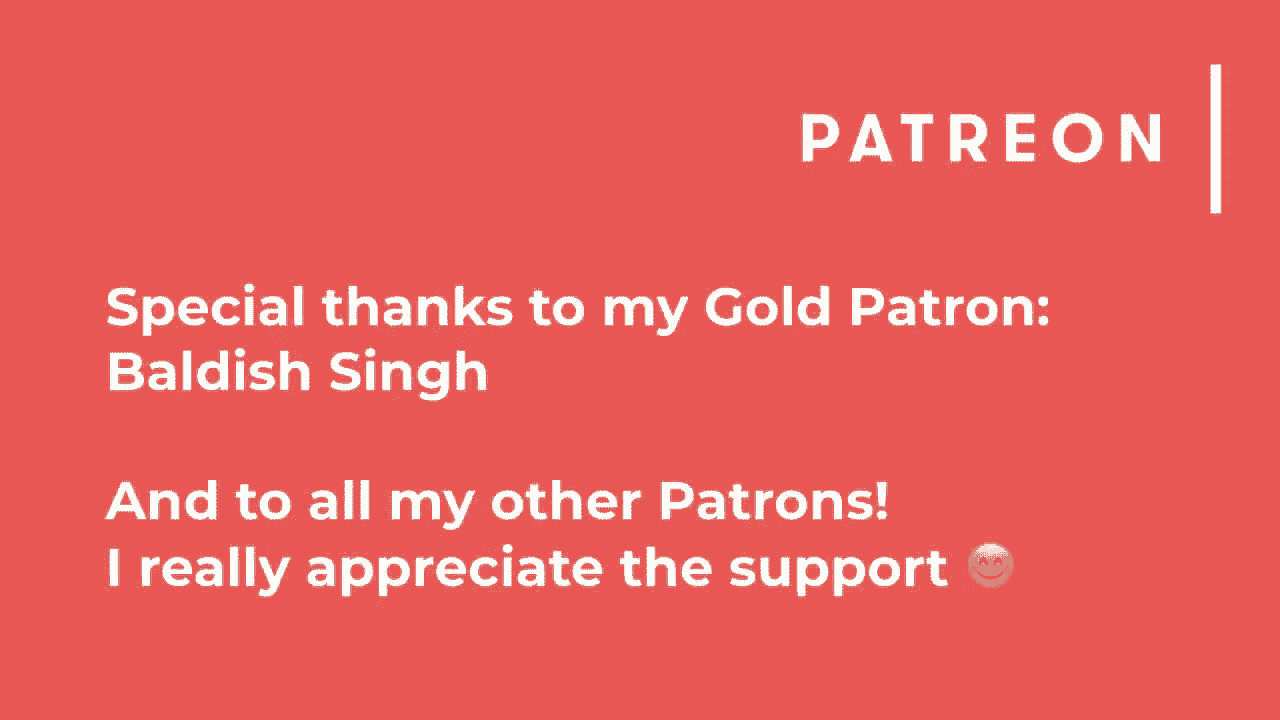 PATREON
Special thanks to my Gold Patron:
Baldish Singh
And to all my other Patrons!
I really appreciate the support 😊